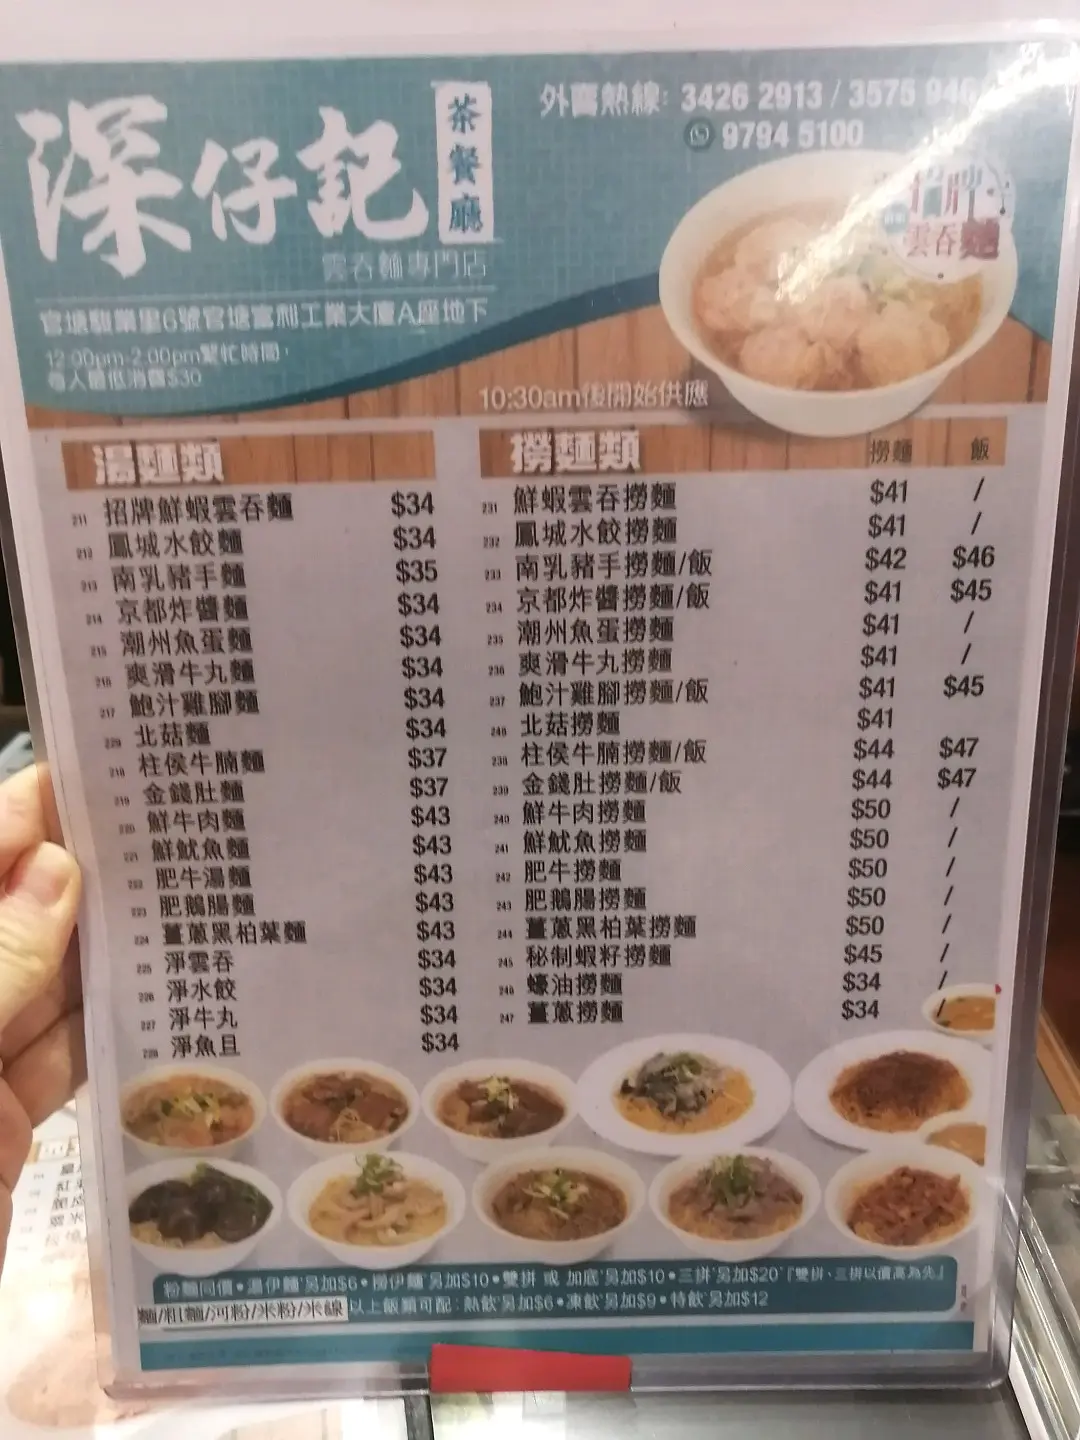 深仔記
茶餐廳
雲吞麵專門店
外賣熱線: 3426 2913 / 3575 946
9794 5100
招牌
雲吞麵
官塘駿業里6號官塘富利工業大廈A座地下
12:00pm-2:00pm繁忙時間,
每人最低消費$30
10:30am後開始供應
湯麵類
211 招牌鮮蝦雲吞麵 $34
212 鳳城水餃麵 $34
213 南乳豬手麵 $35
214 京都炸醬麵 $34
215 潮州魚蛋麵 $34
216 爽滑牛丸麵 $34
217 鮑汁雞腳麵 $34
229 北菇麵 $34
218 柱侯牛腩麵 $37
219 金錢肚麵 $37
220 鮮牛肉麵 $43
221 鮮魷魚麵 $43
222 肥牛湯麵 $43
223 肥鵝腸麵 $43
224 薑蔥黑柏葉麵 $43
225 淨雲吞 $34
226 淨水餃 $34
227 淨牛丸 $34
228 淨魚旦 $34
撈麵類 撈麵 飯
231 鮮蝦雲吞撈麵 $41 /
232 鳳城水餃撈麵 $41 /
233 南乳豬手撈麵/飯 $42 $46
234 京都炸醬撈麵/飯 $41 $45
235 潮州魚蛋撈麵 $41 /
236 爽滑牛丸撈麵 $41 /
237 鮑汁雞腳撈麵/飯 $41 $45
248 北菇撈麵 $41
238 柱侯牛腩撈麵/飯 $44 $47
239 金錢肚撈麵/飯 $44 $47
240 鮮牛肉撈麵 $50 /
241 鮮魷魚撈麵 $50 /
242 肥牛撈麵 $50 /
243 肥鵝腸撈麵 $50 /
244 薑蔥黑柏葉撈麵 $50 /
245 秘制蝦籽撈麵 $45 /
246 蠔油撈麵 $34 /
247 薑蔥撈麵 $34 /
粉麵同價•湯伊麵 另加$6•撈伊麵 另加$10•雙拼 或 加底 另加$10•三拼 另加$20『雙拼、三拼以價高為先』
麵/粗麵/河粉/米粉/米線 以上飯類可配:熱飲 另加$6•凍飲 另加$9•特飲 另加$12